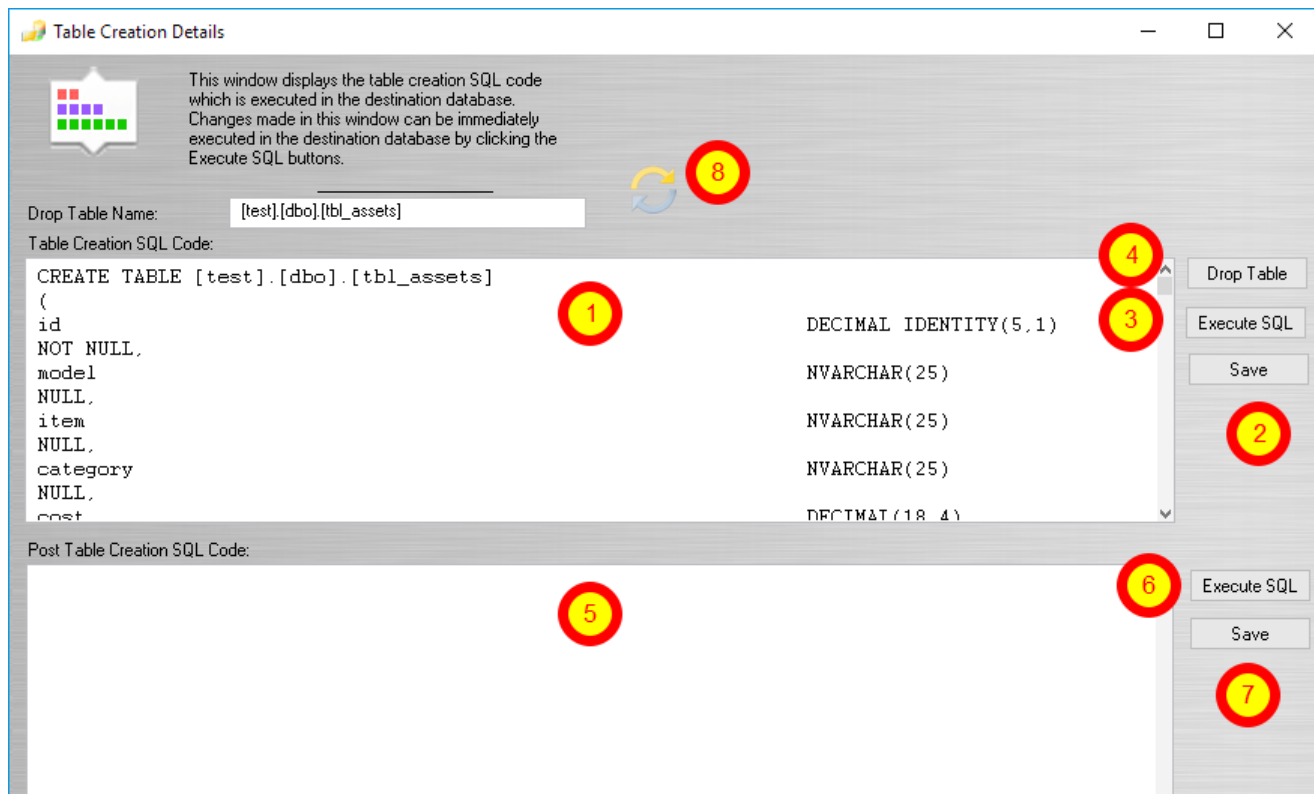 Table Creation Details
This window displays the table creation SQL code
which is executed in the destination database.
Changes made in this window can be immediately
executed in the destination database by clicking the
Execute SQL buttons.
8
Drop Table Name: [test].[dbo].[tbl_assets]
Table Creation SQL Code:
4
Drop Table
CREATE TABLE [test].[dbo].[tbl_assets]
(
1
3
Execute SQL
id DECIMAL IDENTITY(5,1)
NOT NULL,
Save
model NVARCHAR(25)
NULL,
item NVARCHAR(25)
2
NULL,
category NVARCHAR(25)
NULL,
cost DECIMAL(18,4)
Post Table Creation SQL Code:
6
Execute SQL
5
Save
7